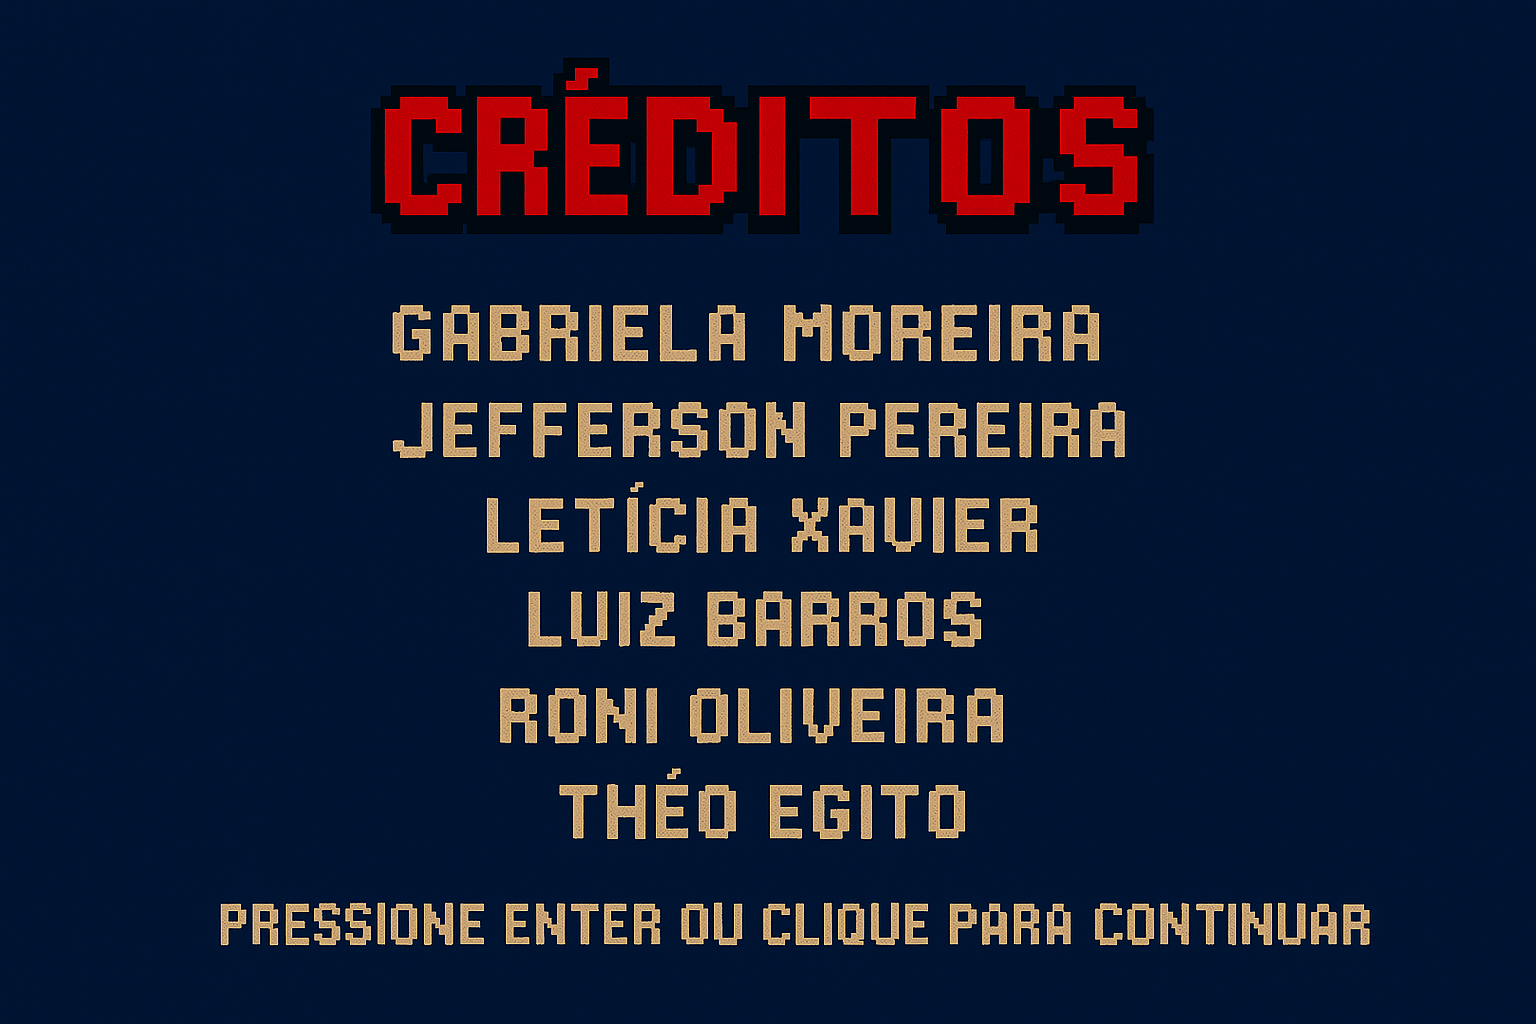 CRÉDITOS
GABRIELA MOREIRA
JEFFERSON PEREIRA
LETÍCIA XAVIER
LUIZ BARROS
RONI OLIVEIRA
THÉO EGITO
PRESSIONE ENTER OU CLIQUE PARA CONTINUAR